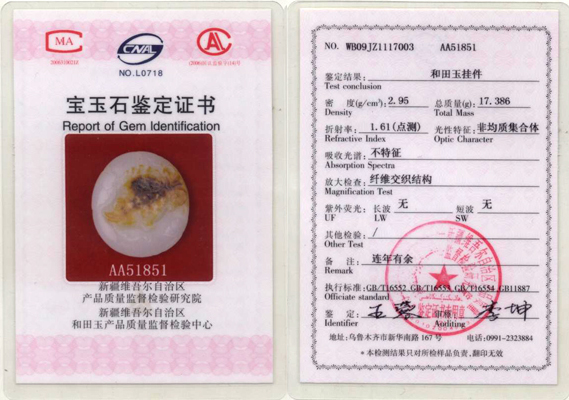 MA
CNAL
AL
NO.L0718
宝玉石鉴定证书
Report of Gem Identification
AA51851
新疆维吾尔自治区
产品质量监督检验研究院
新疆维吾尔自治区
和田玉产品质量监督检验中心
NO. WB09JZ1117003 AA51851
鉴定结果: 和田玉挂件
Test conclusion
密 度(g/cm³): 2.95 总质量(g): 17.386
Density Total Mass
折射率: 1.61(点测) 光性特征: 非均质集合体
Refractive Index Optic Character
吸收光谱: 不特征
Absorption Spectra
放大检查: 纤维交织结构
Magnification Test
紫外荧光: 长波 无 短波 无
UF LW SW
其他检验: /
Other Test
备 注: 连年有余
Remark
执行标准: GB/T16552 GB/T16553 GB/T16554 GB11887
Officiate standard
鉴 定: 审核:
Identifier Auditing
地址:乌鲁木齐市新华南路167号 电话:0991-2323884
*本检测结果只对所检样品负责,翻印无效